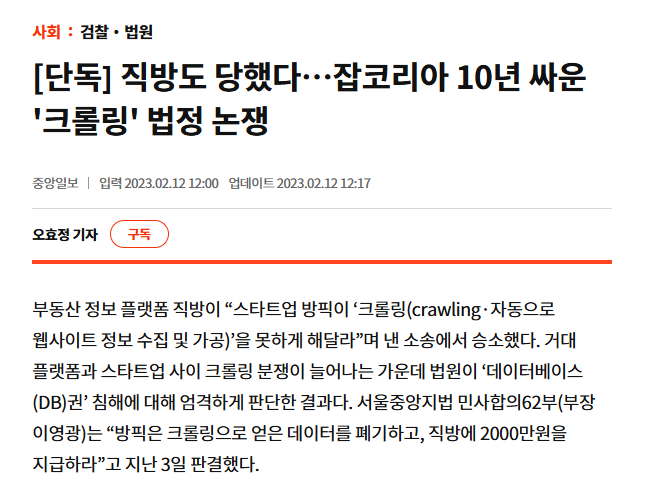 사회 : 검찰·법원
[단독] 직방도 당했다…잡코리아 10년 싸운
'크롤링' 법정 논쟁
중앙일보 | 입력 2023.02.12 12:00 업데이트 2023.02.12 12:17
오효정 기자 구독
부동산 정보 플랫폼 직방이 “스타트업 방픽이 ‘크롤링(crawling·자동으로
웹사이트 정보 수집 및 가공)’을 못하게 해달라”며 낸 소송에서 승소했다. 거대
플랫폼과 스타트업 사이 크롤링 분쟁이 늘어나는 가운데 법원이 ‘데이터베이스
(DB)권’ 침해에 대해 엄격하게 판단한 결과다. 서울중앙지법 민사합의62부(부장
이영광)는 “방픽은 크롤링으로 얻은 데이터를 폐기하고, 직방에 2000만원을
지급하라”고 지난 3일 판결했다.